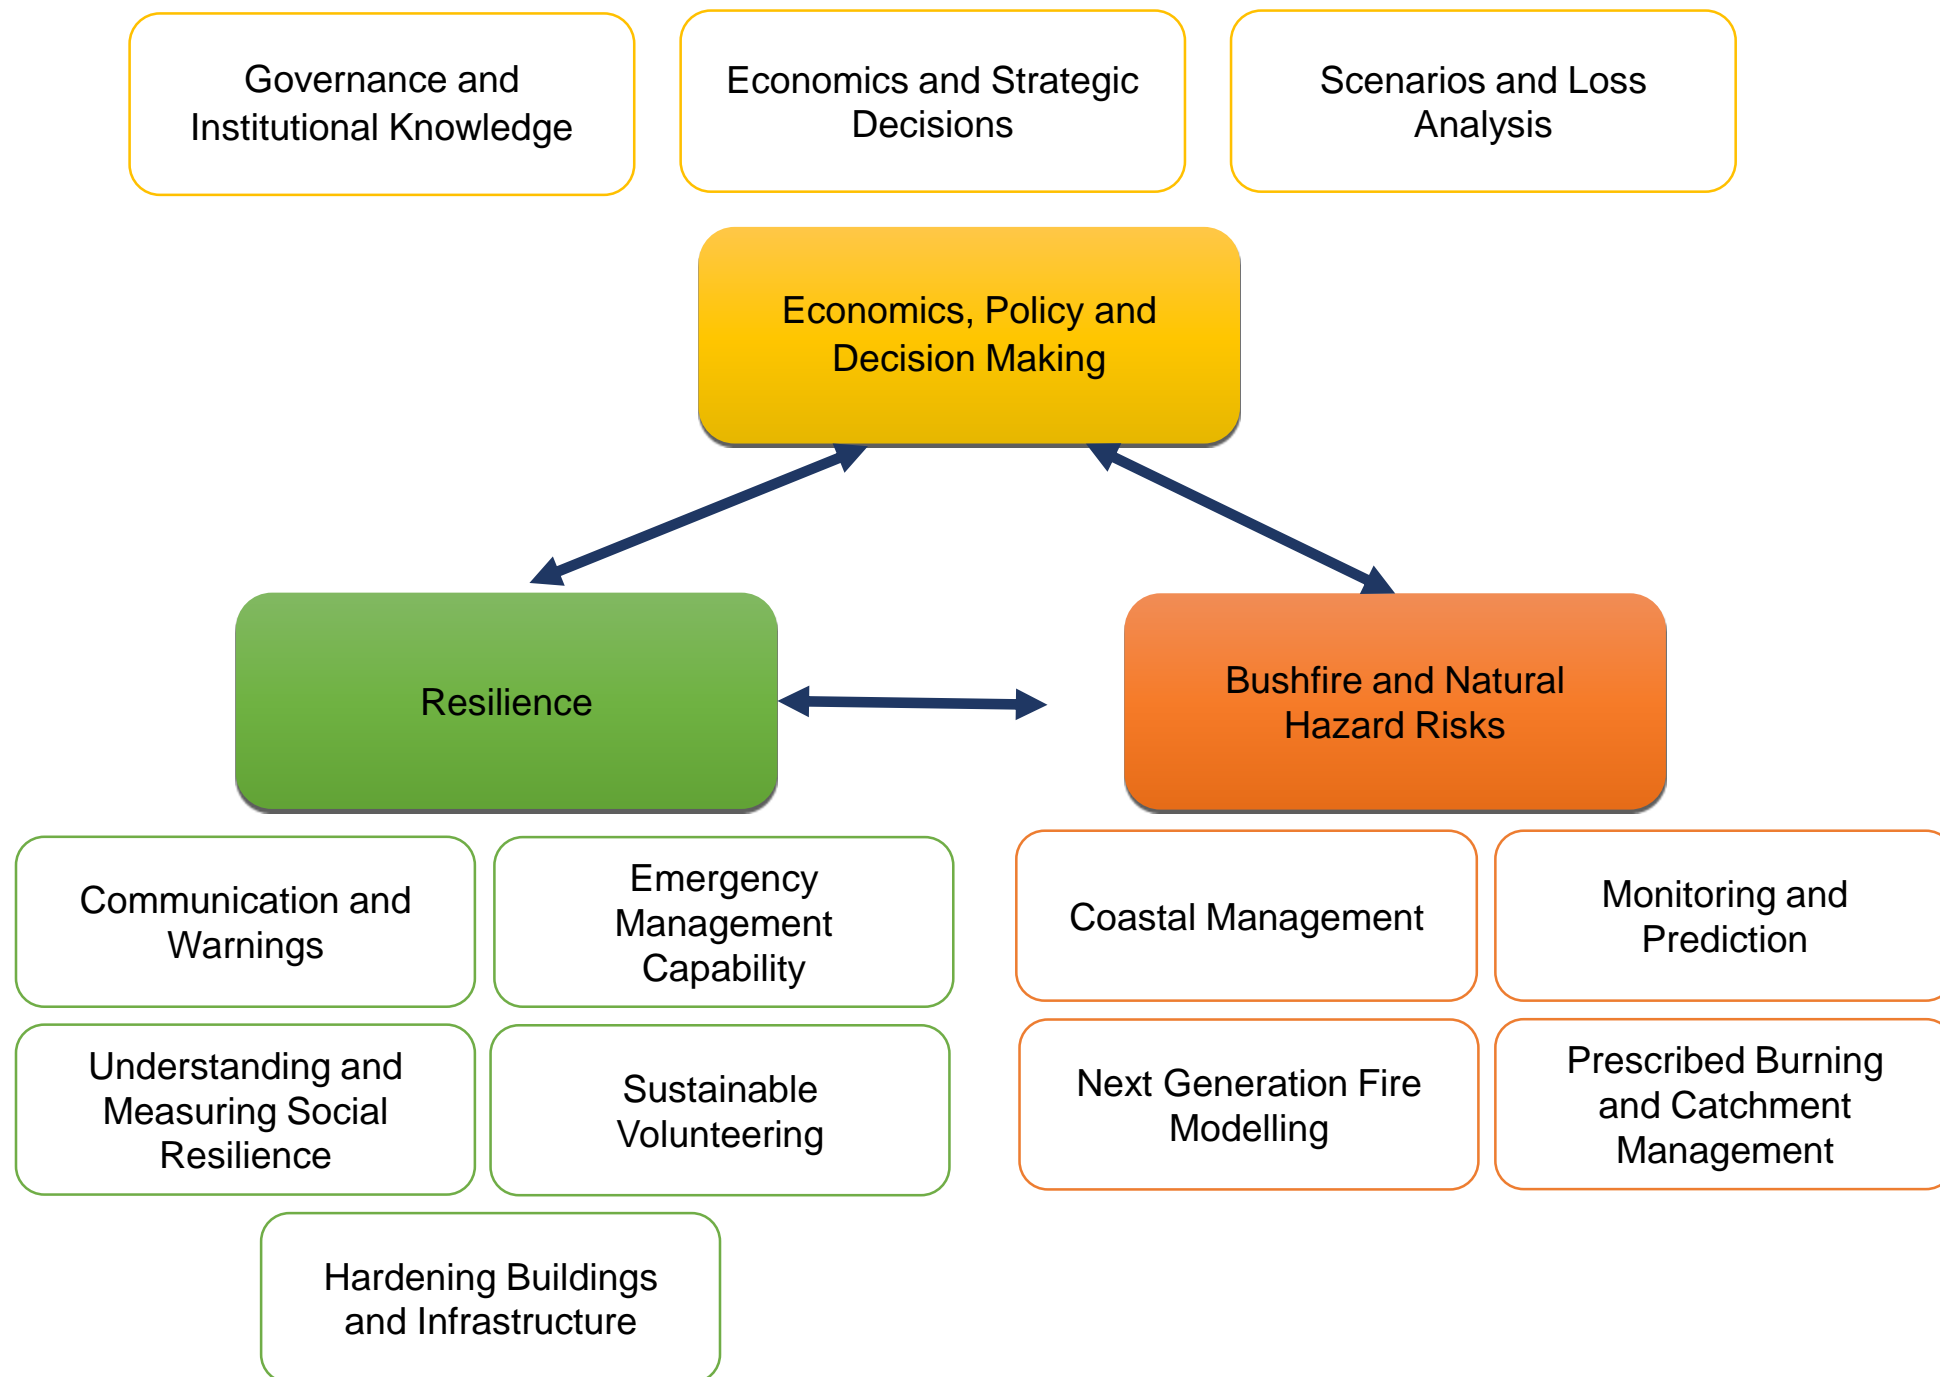 Governance and
Institutional Knowledge
Economics and Strategic
Decisions
Scenarios and Loss
Analysis
Economics, Policy and
Decision Making
Resilience
Bushfire and Natural
Hazard Risks
Communication and
Warnings
Emergency
Management
Capability
Coastal Management
Monitoring and
Prediction
Understanding and
Measuring Social
Resilience
Sustainable
Volunteering
Next Generation Fire
Modelling
Prescribed Burning
and Catchment
Management
Hardening Buildings
and Infrastructure